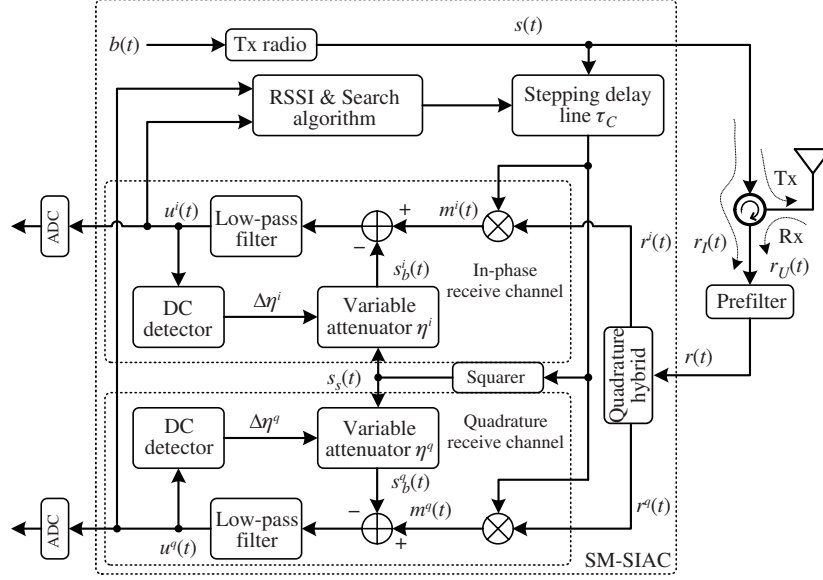 b(t)
Tx radio
s(t)
RSSI & Search
algorithm
Stepping delay
line τ_C
Tx
Rx
r_I(t)
r_U(t)
Prefilter
r(t)
Quadrature
hybrid
r^i(t)
r^q(t)
ADC
u^i(t)
Low-pass
filter
+
−
m^i(t)
s_b^i(t)
In-phase
receive channel
DC
detector
Δη^i
Variable
attenuator η^i
s_s(t)
Squarer
DC
detector
Δη^q
Variable
attenuator η^q
Quadrature
receive channel
s_b^q(t)
−
+
m^q(t)
ADC
u^q(t)
Low-pass
filter
SM-SIAC